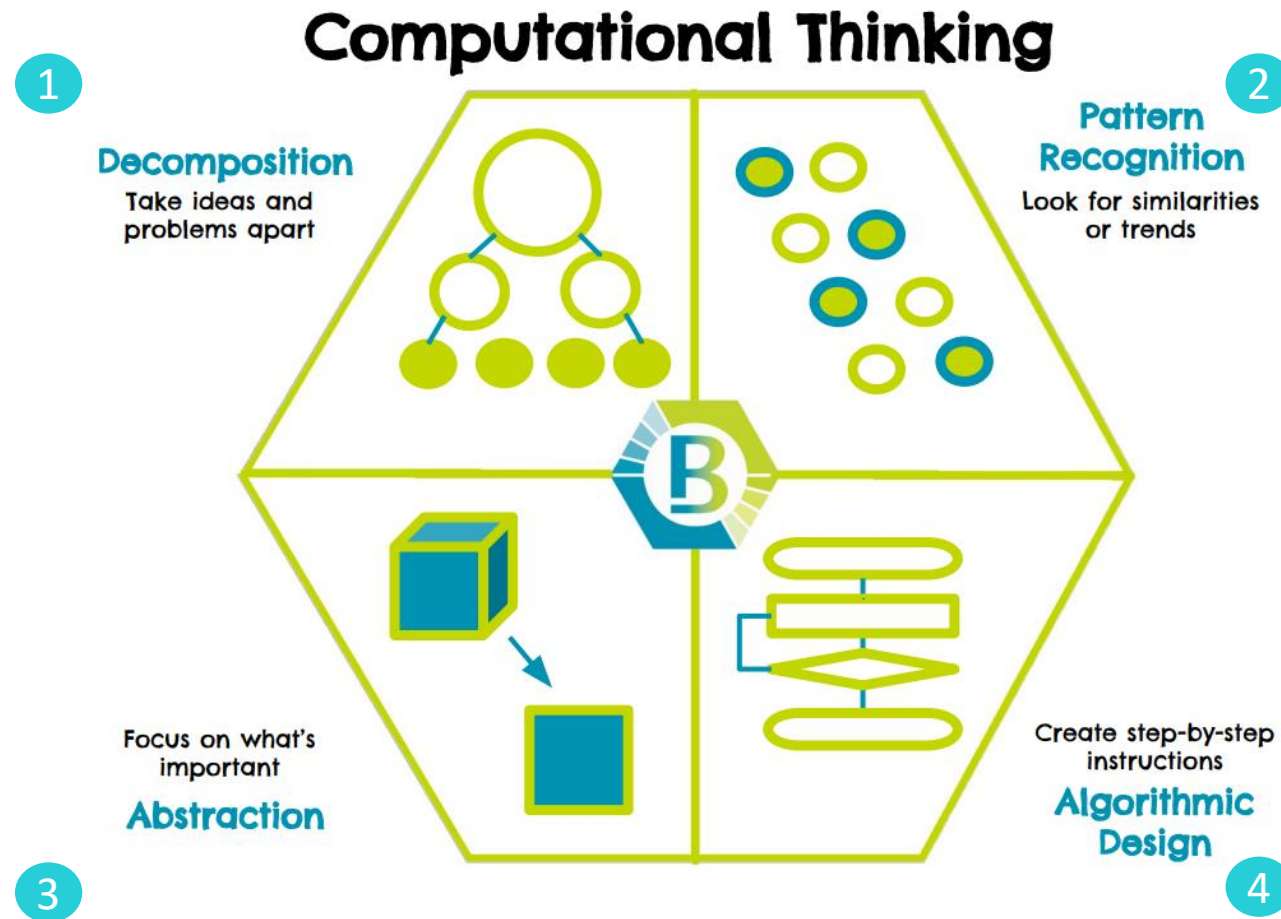 Computational Thinking
1
Decomposition
Take ideas and
problems apart
2
Pattern
Recognition
Look for similarities
or trends
B
Focus on what's
important
Abstraction
3
Create step-by-step
instructions
Algorithmic
Design
4